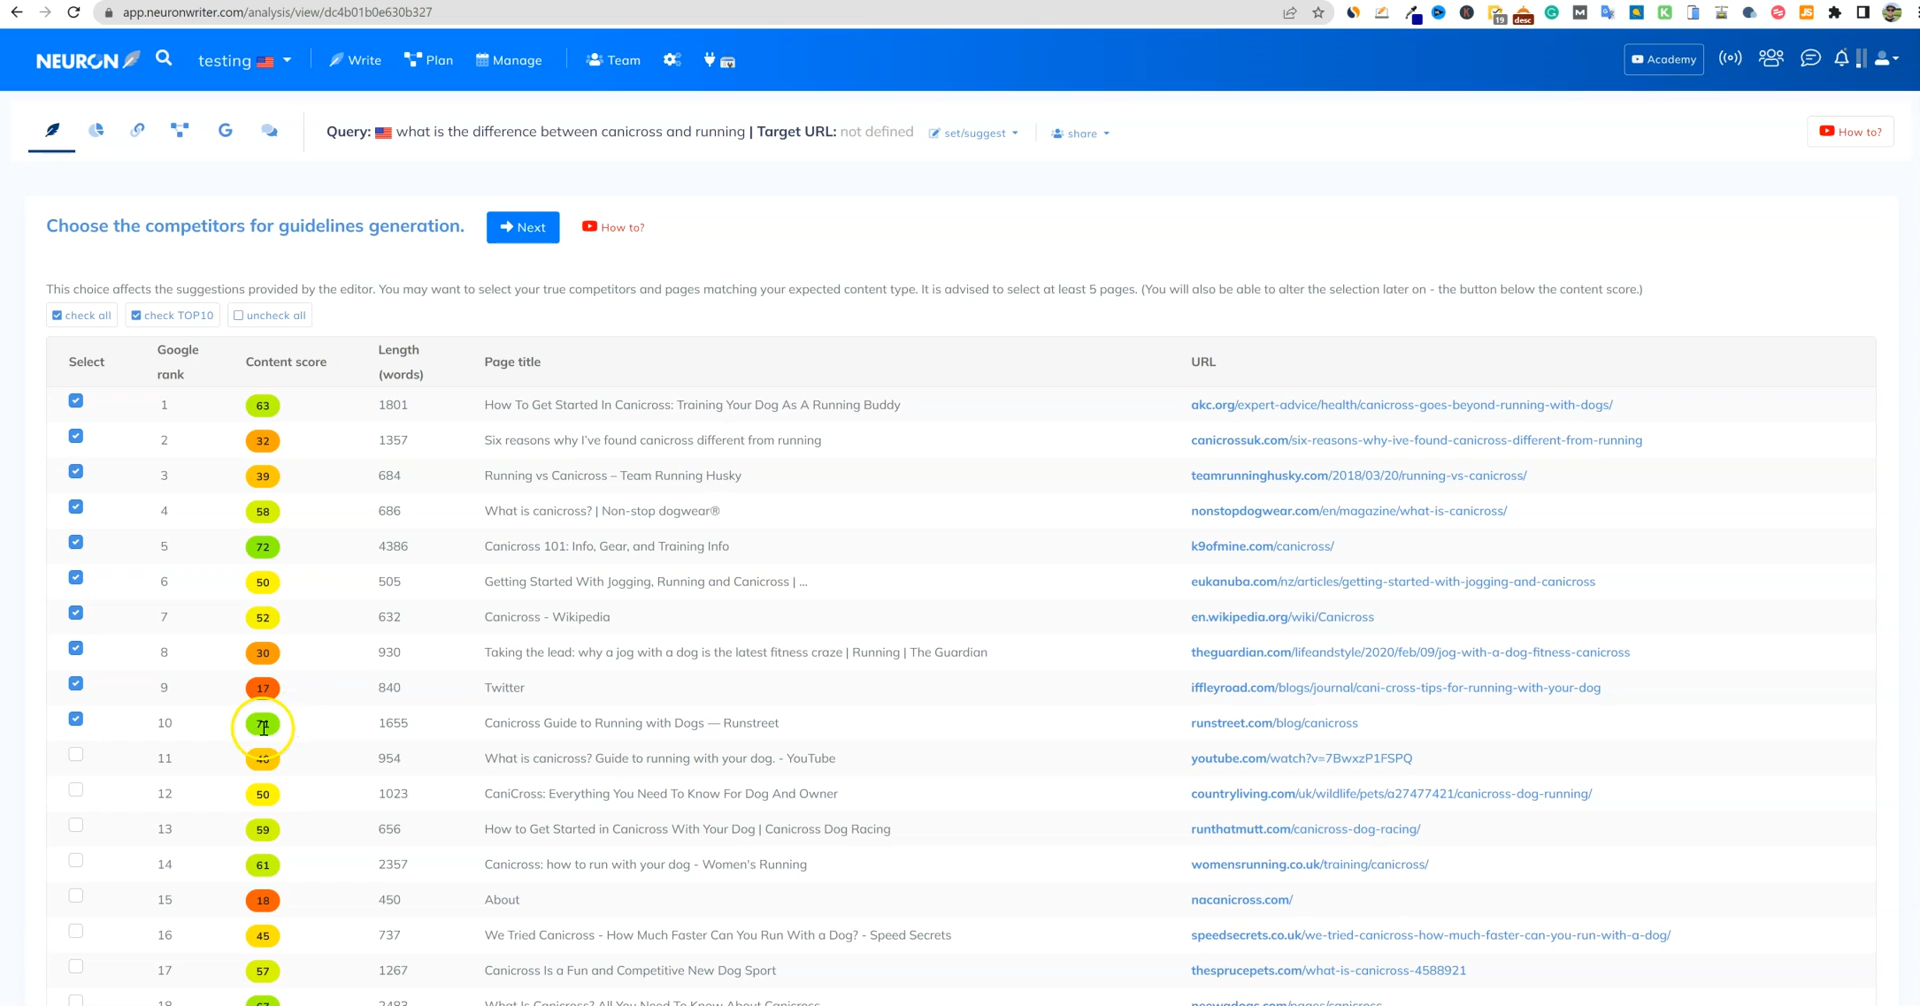 app.neuronwriter.com/analysis/view/dc4b01b0e630b327
19
desc
NEURON
testing
Write
Plan
Manage
Team
Academy
Query: what is the difference between canicross and running | Target URL: not defined
set/suggest
share
How to?
Choose the competitors for guidelines generation.
Next
How to?
This choice affects the suggestions provided by the editor. You may want to select your true competitors and pages matching your expected content type. It is advised to select at least 5 pages. (You will also be able to alter the selection later on - the button below the content score.)
check all
check TOP10
uncheck all
Select Google rank Content score Length (words) Page title URL
1 63 1801 How To Get Started In Canicross: Training Your Dog As A Running Buddy akc.org/expert-advice/health/canicross-goes-beyond-running-with-dogs/
2 32 1357 Six reasons why I've found canicross different from running canicrossuk.com/six-reasons-why-ive-found-canicross-different-from-running
3 39 684 Running vs Canicross – Team Running Husky teamrunninghusky.com/2018/03/20/running-vs-canicross/
4 58 686 What is canicross? | Non-stop dogwear® nonstopdogwear.com/en/magazine/what-is-canicross/
5 72 4386 Canicross 101: Info, Gear, and Training Info k9ofmine.com/canicross/
6 50 505 Getting Started With Jogging, Running and Canicross | ... eukanuba.com/nz/articles/getting-started-with-jogging-and-canicross
7 52 632 Canicross - Wikipedia en.wikipedia.org/wiki/Canicross
8 30 930 Taking the lead: why a jog with a dog is the latest fitness craze | Running | The Guardian theguardian.com/lifeandstyle/2020/feb/09/jog-with-a-dog-fitness-canicross
9 17 840 Twitter iffleyroad.com/blogs/journal/cani-cross-tips-for-running-with-your-dog
10 71 1655 Canicross Guide to Running with Dogs — Runstreet runstreet.com/blog/canicross
11 954 What is canicross? Guide to running with your dog. - YouTube youtube.com/watch?v=7BwxzP1FSPQ
12 50 1023 CaniCross: Everything You Need To Know For Dog And Owner countryliving.com/uk/wildlife/pets/a27477421/canicross-dog-running/
13 59 656 How to Get Started in Canicross With Your Dog | Canicross Dog Racing runthatmutt.com/canicross-dog-racing/
14 61 2357 Canicross: how to run with your dog - Women's Running womensrunning.co.uk/training/canicross/
15 18 450 About nacanicross.com/
16 45 737 We Tried Canicross - How Much Faster Can You Run With a Dog? - Speed Secrets speedsecrets.co.uk/we-tried-canicross-how-much-faster-can-you-run-with-a-dog/
17 57 1267 Canicross Is a Fun and Competitive New Dog Sport thesprucepets.com/what-is-canicross-4588921
18 67 2483 What Is Canicross? All You Need To Know About Canicross neewadogs.com/pages/canicross